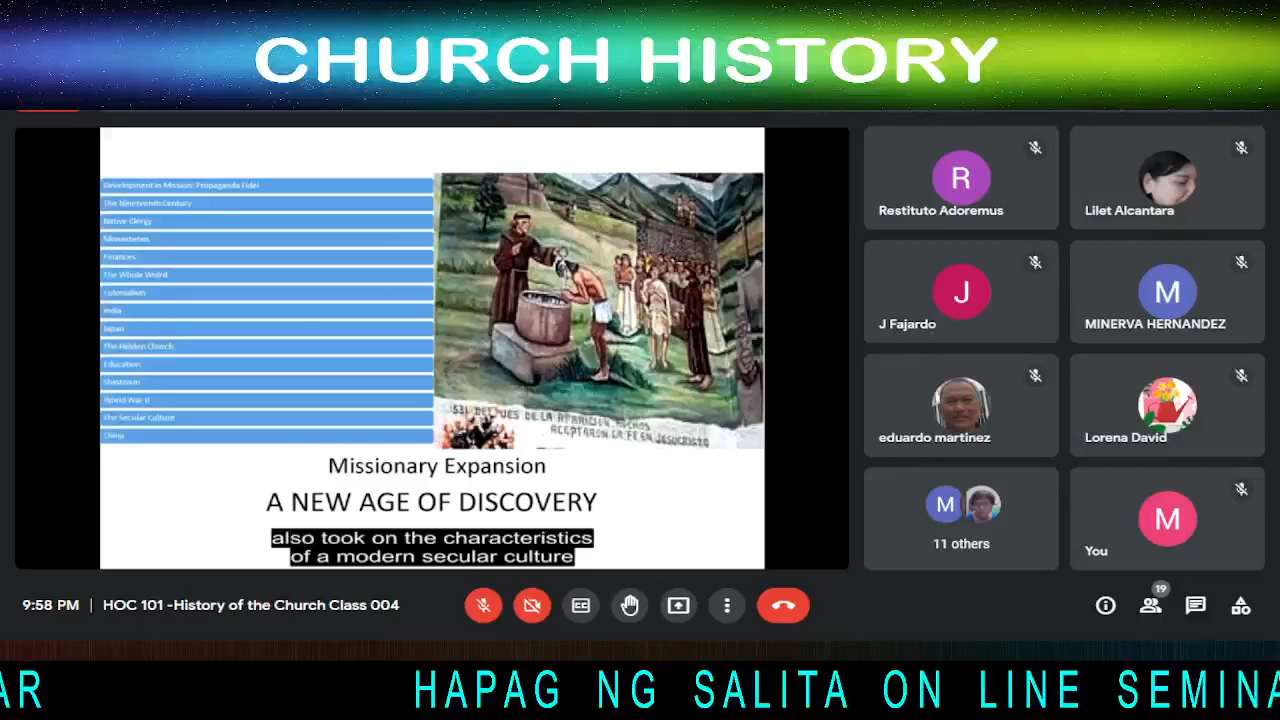 CHURCH HISTORY
Development in Mission: Propaganda Fidei
The Nineteenth Century
Native Clergy
Monasteries
Finances
The Whole World
Colonialism
India
Japan
The Hidden Church
Education
Shintoism
World War II
The Secular Culture
China
DE LA APARICION
ACEPTARON LA FE EN JESUCRISTO
Missionary Expansion
A NEW AGE OF DISCOVERY
also took on the characteristics
of a modern secular culture
R
Restituto Adoremus
Lilet Alcantara
J
J Fajardo
M
MINERVA HERNANDEZ
eduardo martinez
Lorna David
M
11 others
M
You
9:58 PM | HOC 101 -History of the Church Class 004
19
AR HAPAG NG SALITA ON LINE SEMINA